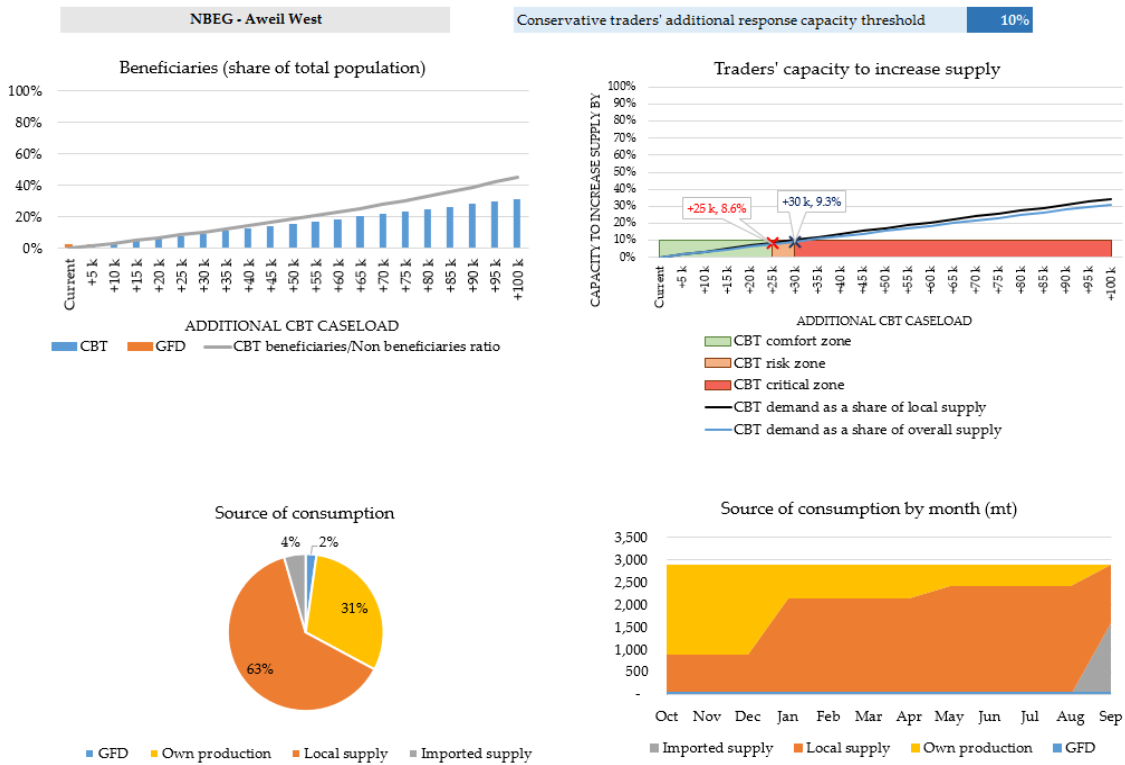 NBEG - Aweil West
Conservative traders' additional response capacity threshold 10%
Beneficiaries (share of total population)
100%
80%
60%
40%
20%
0%
Current
+5 k
+10 k
+15 k
+20 k
+25 k
+30 k
+35 k
+40 k
+45 k
+50 k
+55 k
+60 k
+65 k
+70 k
+75 k
+80 k
+85 k
+90 k
+95 k
+100 k
ADDITIONAL CBT CASELOAD
CBT GFD CBT beneficiaries/Non beneficiaries ratio
Traders' capacity to increase supply
CAPACITY TO INCREASE SUPPLY BY
100%
90%
80%
70%
60%
50%
40%
30%
20%
10%
0%
+25 k, 8.6%
+30 k, 9.3%
Current
+5 k
+10 k
+15 k
+20 k
+25 k
+30 k
+35 k
+40 k
+45 k
+50 k
+55 k
+60 k
+65 k
+70 k
+75 k
+80 k
+85 k
+90 k
+95 k
+100 k
ADDITIONAL CBT CASELOAD
CBT comfort zone
CBT risk zone
CBT critical zone
CBT demand as a share of local supply
CBT demand as a share of overall supply
Source of consumption
4%
2%
31%
63%
GFD Own production Local supply Imported supply
Source of consumption by month (mt)
3,500
3,000
2,500
2,000
1,500
1,000
500
-
Oct Nov Dec Jan Feb Mar Apr May Jun Jul Aug Sep
Imported supply Local supply Own production GFD